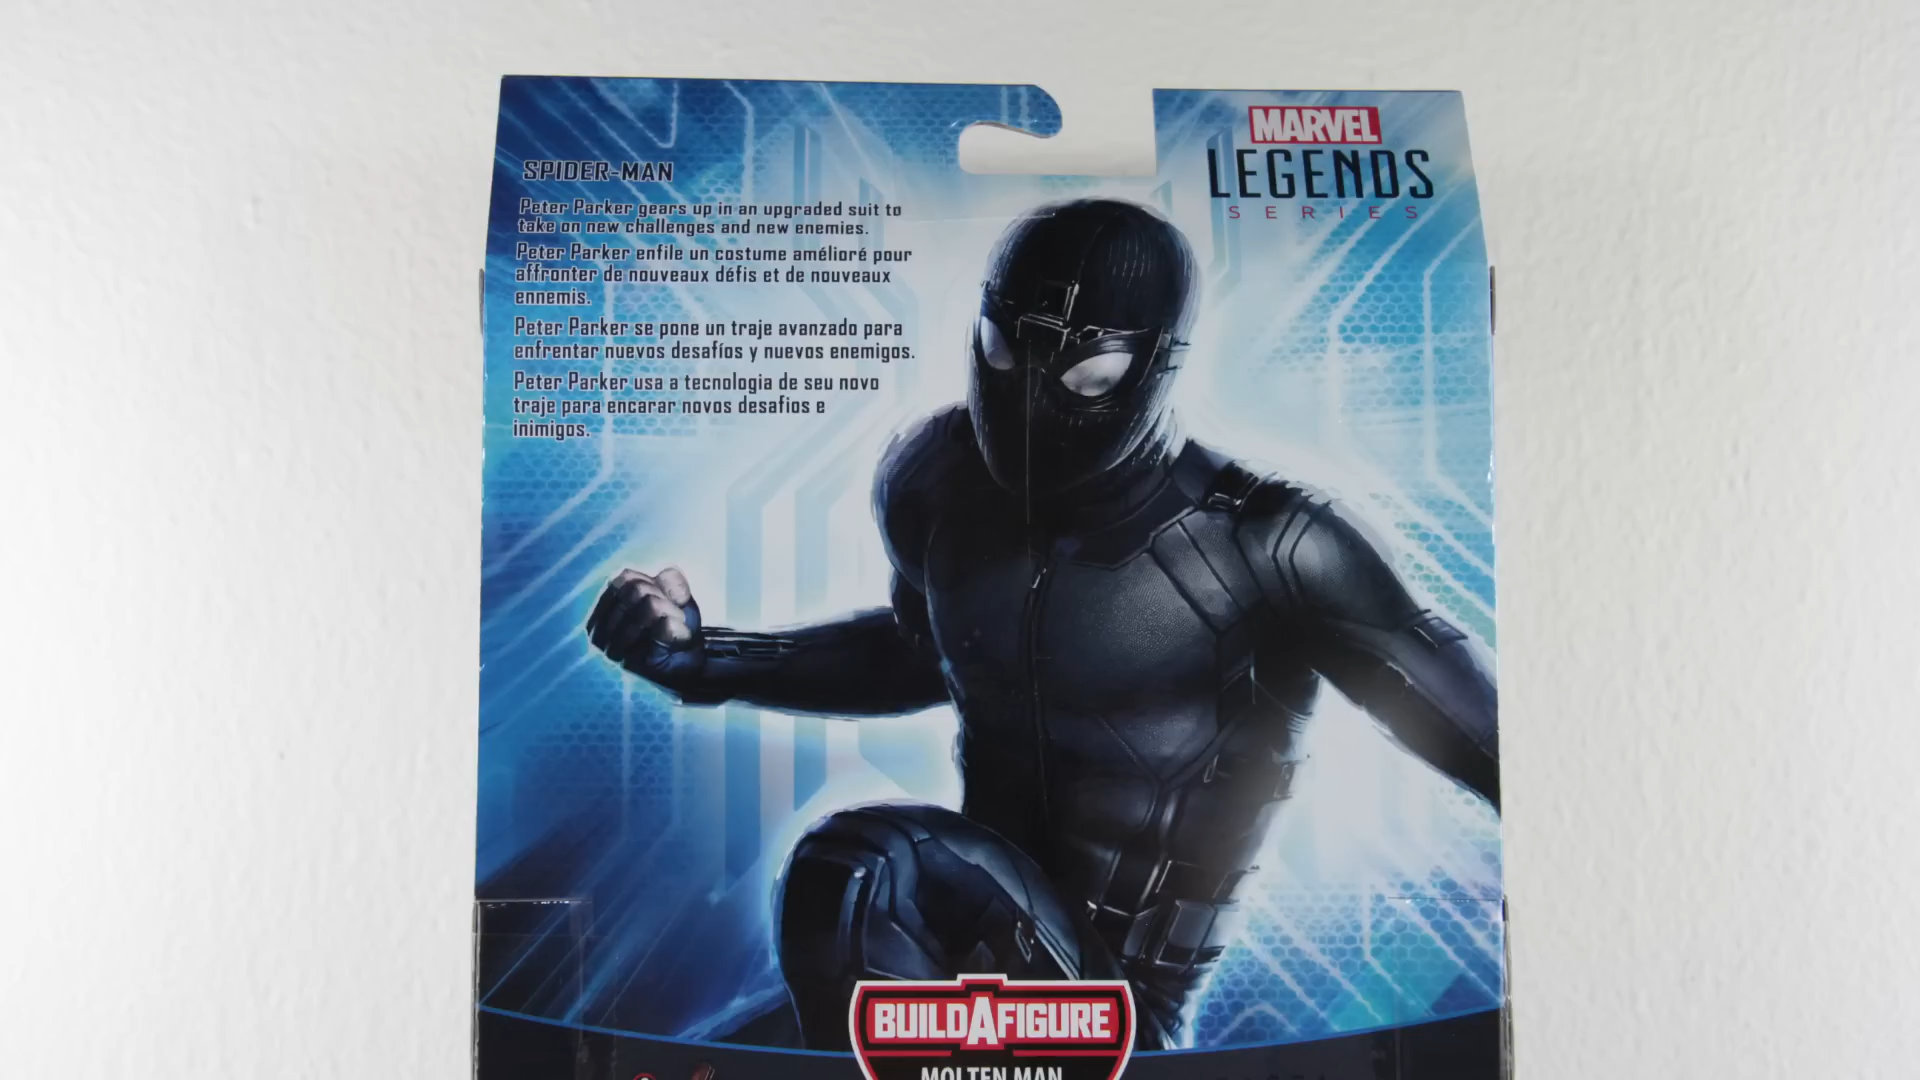 SPIDER-MAN
Peter Parker gears up in an upgraded suit to
take on new challenges and new enemies.
Peter Parker enfile un costume amélioré pour
affronter de nouveaux défis et de nouveaux
ennemis.
Peter Parker se pone un traje avanzado para
enfrentar nuevos desafíos y nuevos enemigos.
Peter Parker usa a tecnologia de seu novo
traje para encarar novos desafios e
inimigos.
MARVEL
LEGENDS
SERIES
BUILDAFIGURE
MOLTEN MAN